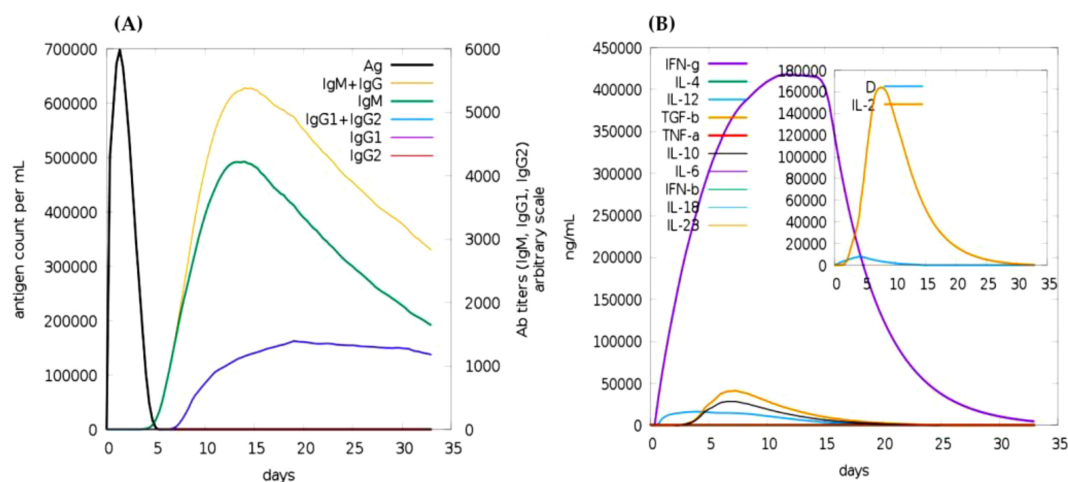 (A)
700000
600000
500000
400000
300000
200000
100000
0
antigen count per mL
Ag
IgM+IgG
IgM
IgG1+IgG2
IgG1
IgG2
6000
5000
4000
3000
2000
1000
0
Ab titers (IgM, IgG1, IgG2)
arbitrary scale
0 5 10 15 20 25 30 35
days
(B)
450000
400000
350000
300000
250000
200000
150000
100000
50000
0
ng/mL
IFN-g
IL-4
IL-12
TGF-b
TNF-a
IL-10
IL-6
IFN-b
IL-18
IL-23
180000
160000
140000
120000
100000
80000
60000
40000
20000
0
D
IL-2
0 5 10 15 20 25 30 35
0 5 10 15 20 25 30 35
days